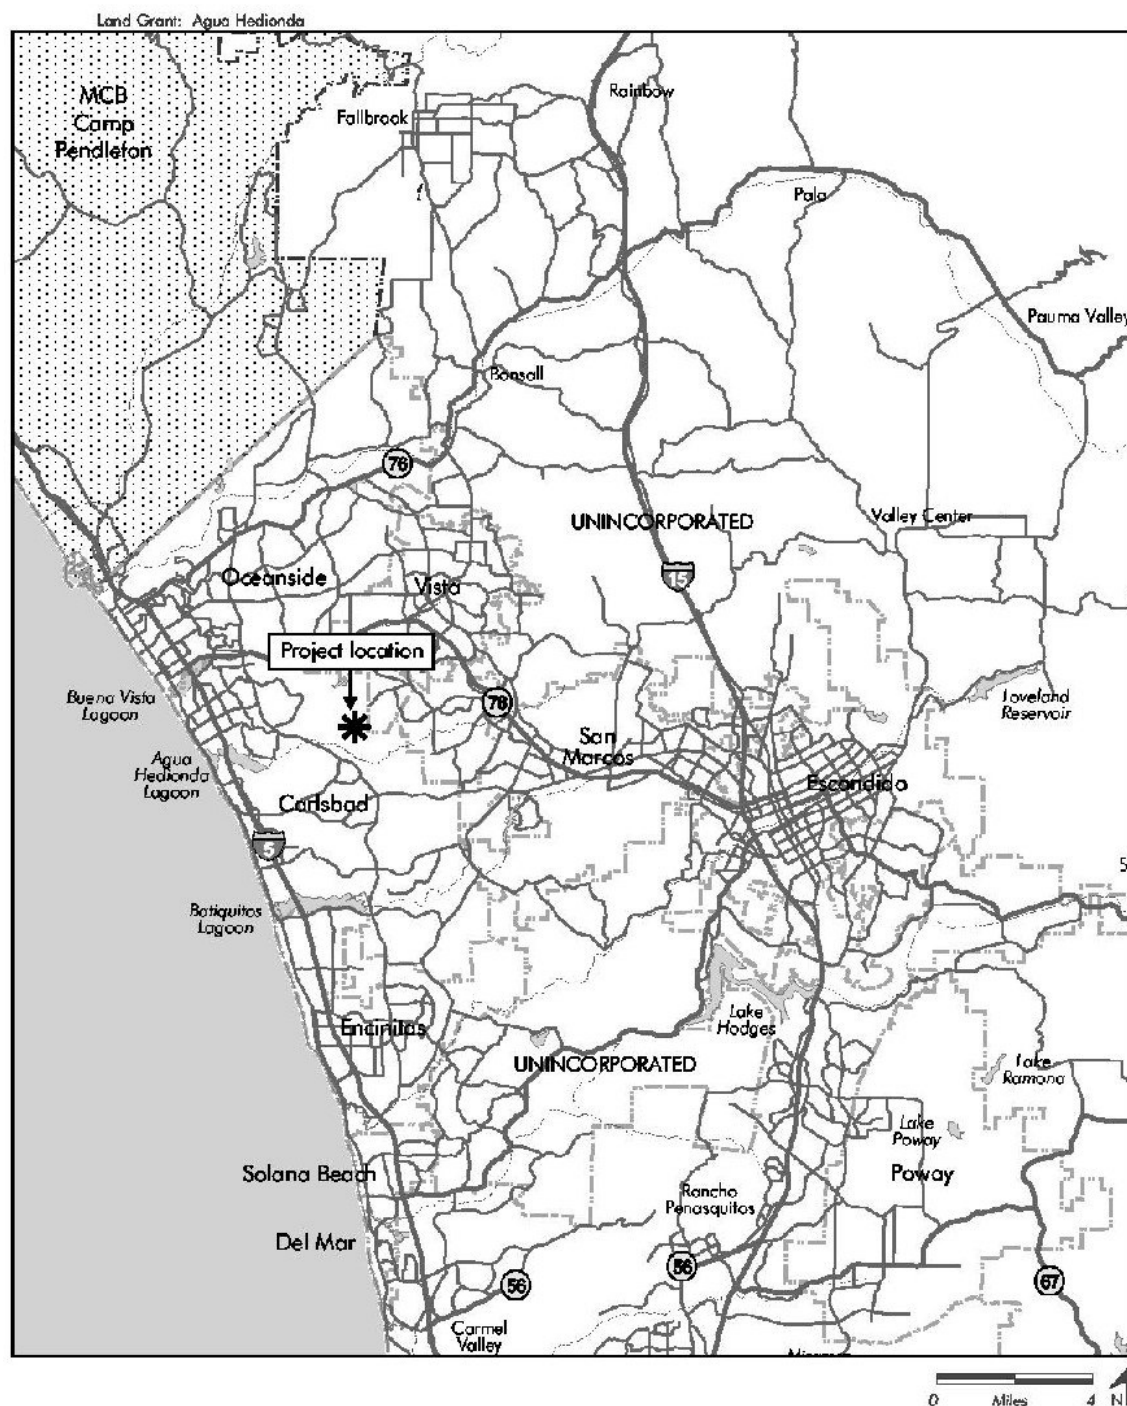 Land Grant: Agua Hedionda
MCB
Camp
Pendleton
Fallbrook
Rainbow
Pala
Pauma Valley
Bonsall
76
UNINCORPORATED
Valley Center
15
Oceanside
Vista
Project location
Buena Vista
Lagoon
78
Loveland
Reservoir
San
Marcos
Agua
Hedionda
Lagoon
Carlsbad
Escondido
5
5
Batiquitos
Lagoon
Lake
Hodges
Encinitas
UNINCORPORATED
Lake
Ramona
Lake
Poway
Poway
Solana Beach
Rancho
Penasquitos
Del Mar
56
56
67
Carmel
Valley
0 Miles 4 N